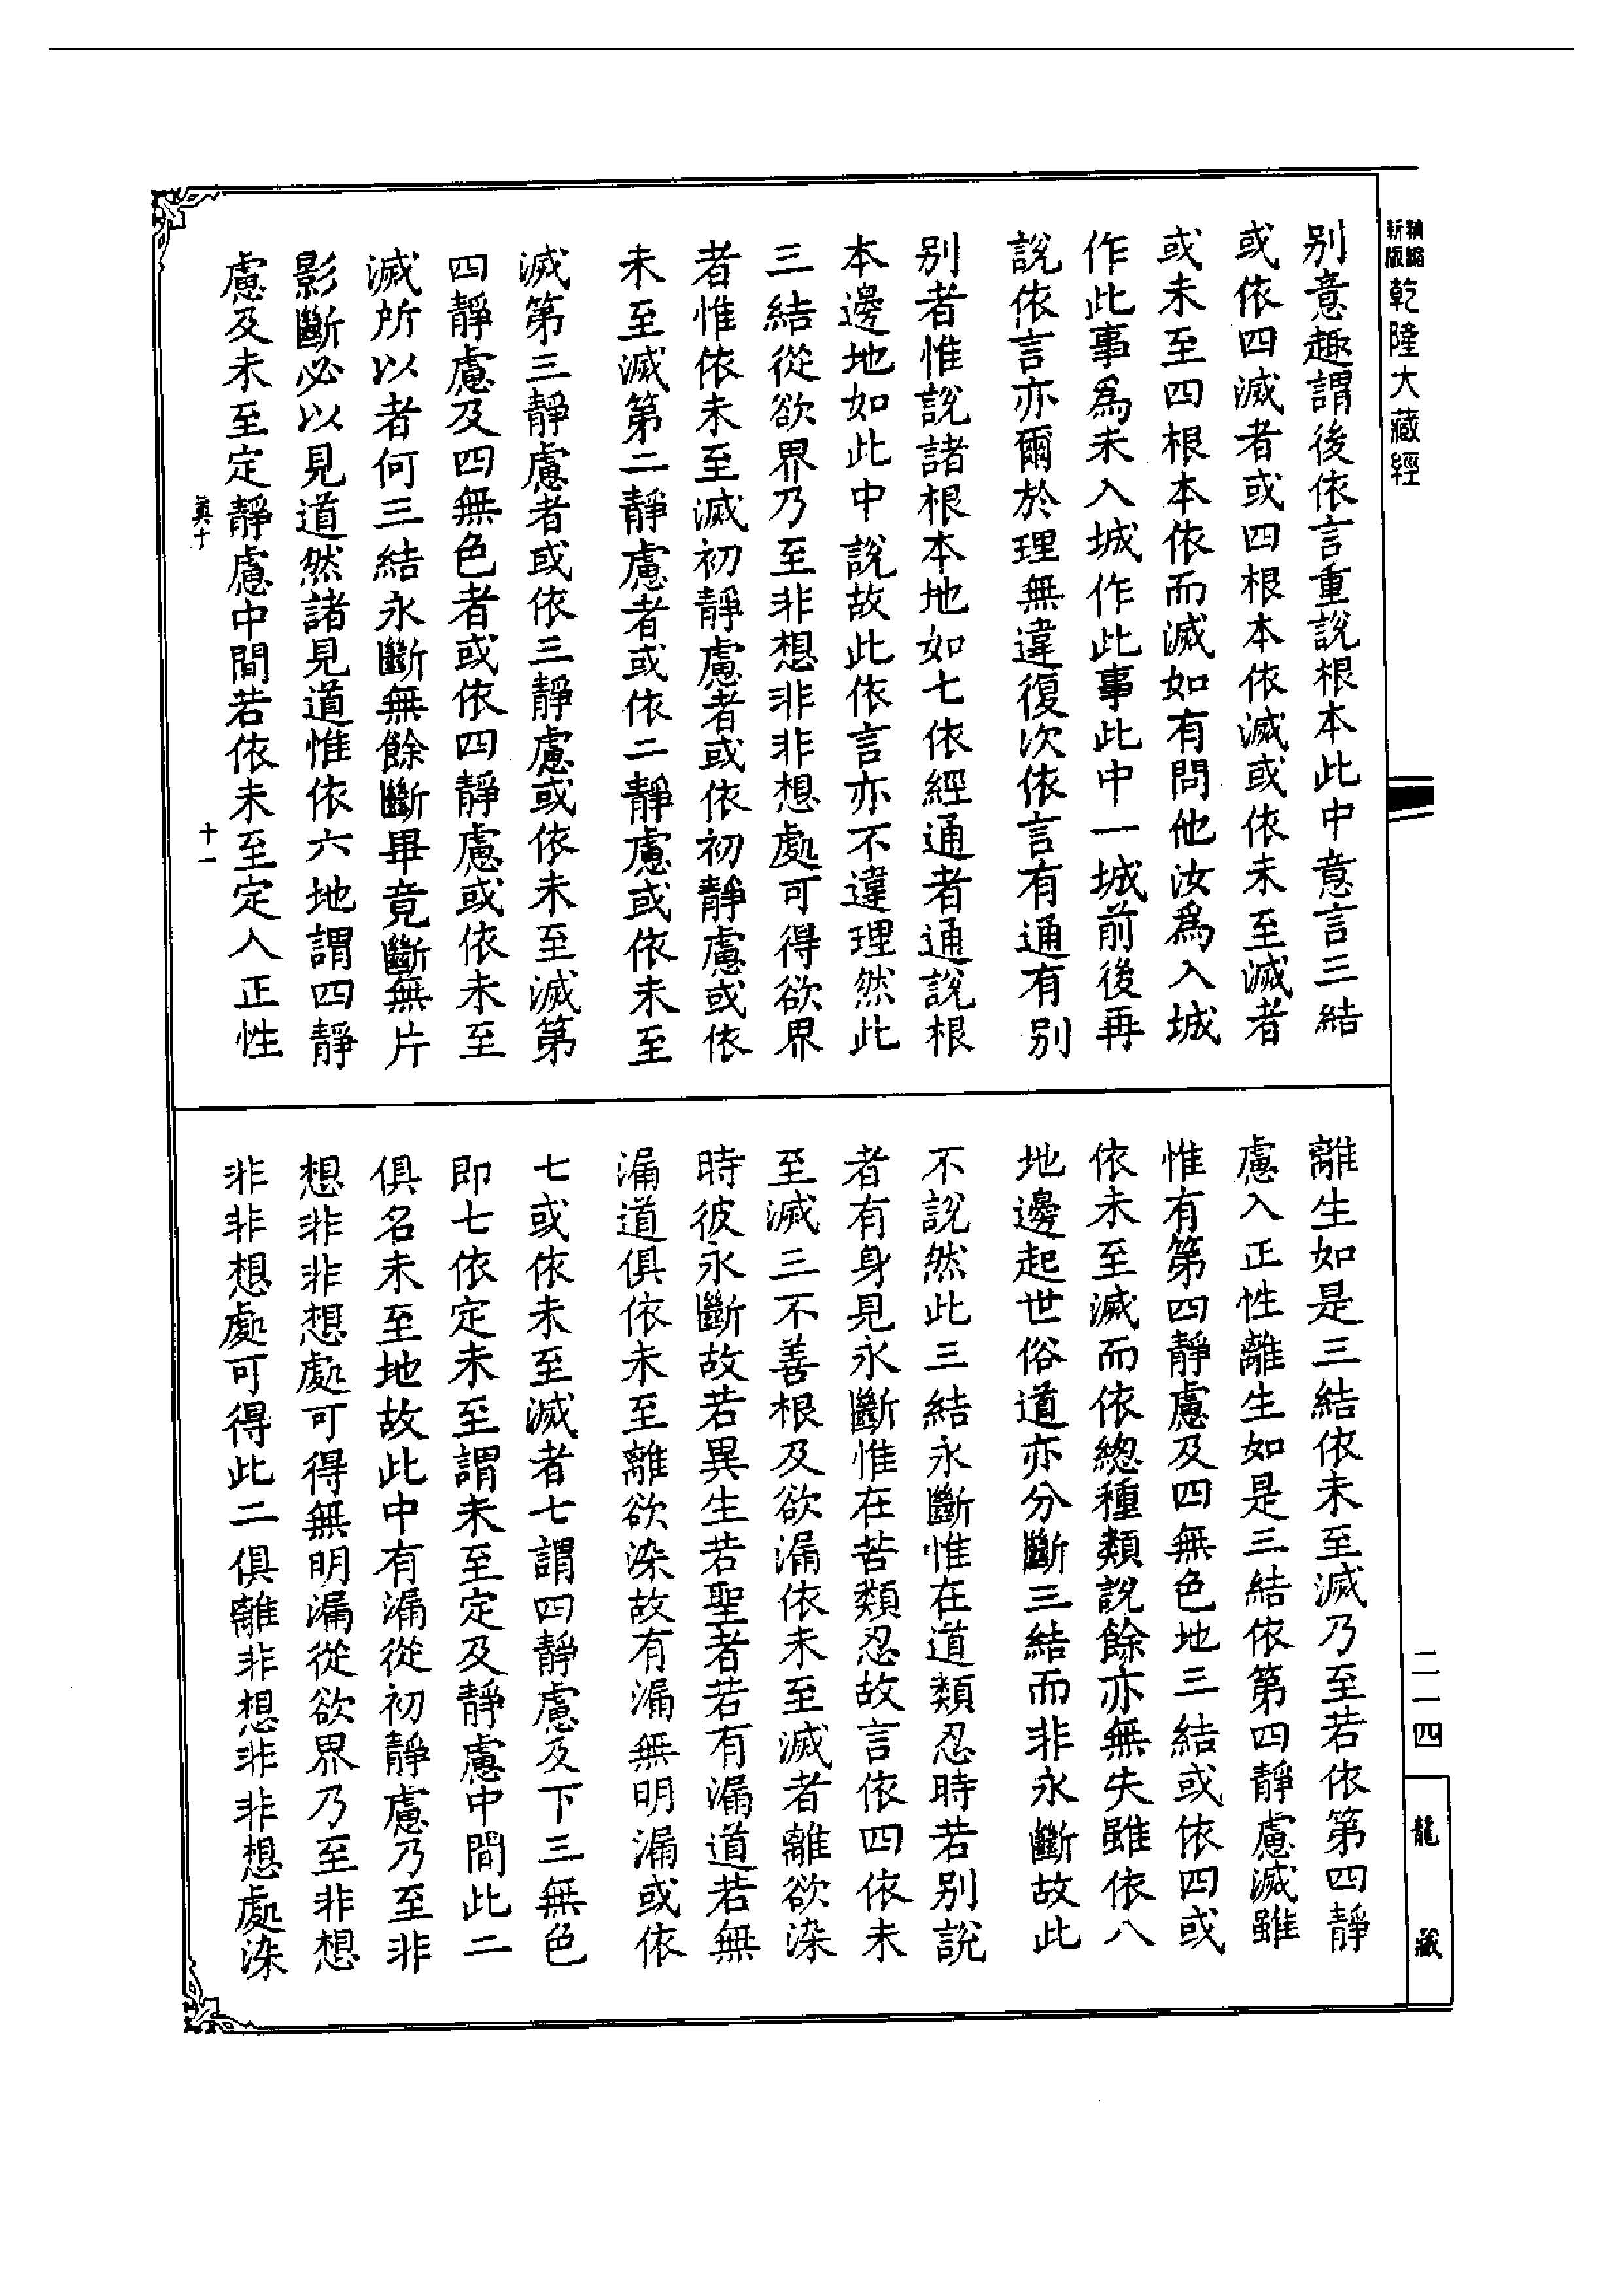 新版
精縮
乾隆大藏經
別意趣謂後依言重說根本此中意言三結
或依四滅者或四根本依滅或依未至滅者
或未至四根本依而滅如有問他汝爲入城
作此事爲未入城作此事此中一城前後再
說依言亦爾於理無違復次依言有通有別
別者惟說諸根本地如七依經通者通說根
本邊地如此中說故此依言亦不違理然此
三結從欲界乃至非想非非想處可得欲界
者惟依未至滅初靜慮者或依初靜慮或依
未至滅第二靜慮者或依二靜慮或依未至
滅第三靜慮者或依三靜慮或依未至滅第
四靜慮及四無色者或依四靜慮或依未至
滅所以者何三結永斷無餘斷畢竟斷無片
影斷必以見道然諸見道惟依六地謂四靜
慮及未至定靜慮中間若依未至定入正性
十一
離生如是三結依未至滅乃至若依第四靜
慮入正性離生如是三結依第四靜慮滅雖
惟有第四靜慮及四無色地三結或依四或
依未至滅而依總種類說餘亦無失雖依八
地邊起世俗道亦分斷三結而非永斷故此
不說然此三結永斷惟在道類忍時若別說
者有身見永斷惟在苦類忍故言依四依未
至滅三不善根及欲漏依未至滅者離欲染
時彼永斷故若異生若聖者若有漏道若無
漏道俱依未至離欲染故有漏無明漏或依
七或依未至滅者七謂四靜慮及下三無色
即七依定未至謂未至定及靜慮中間此二
俱名未至地故此中有漏從初靜慮乃至非
想非非想處可得無明漏從欲界乃至非想
非非想處可得此二俱離非想非非想處染
二一四
龍藏